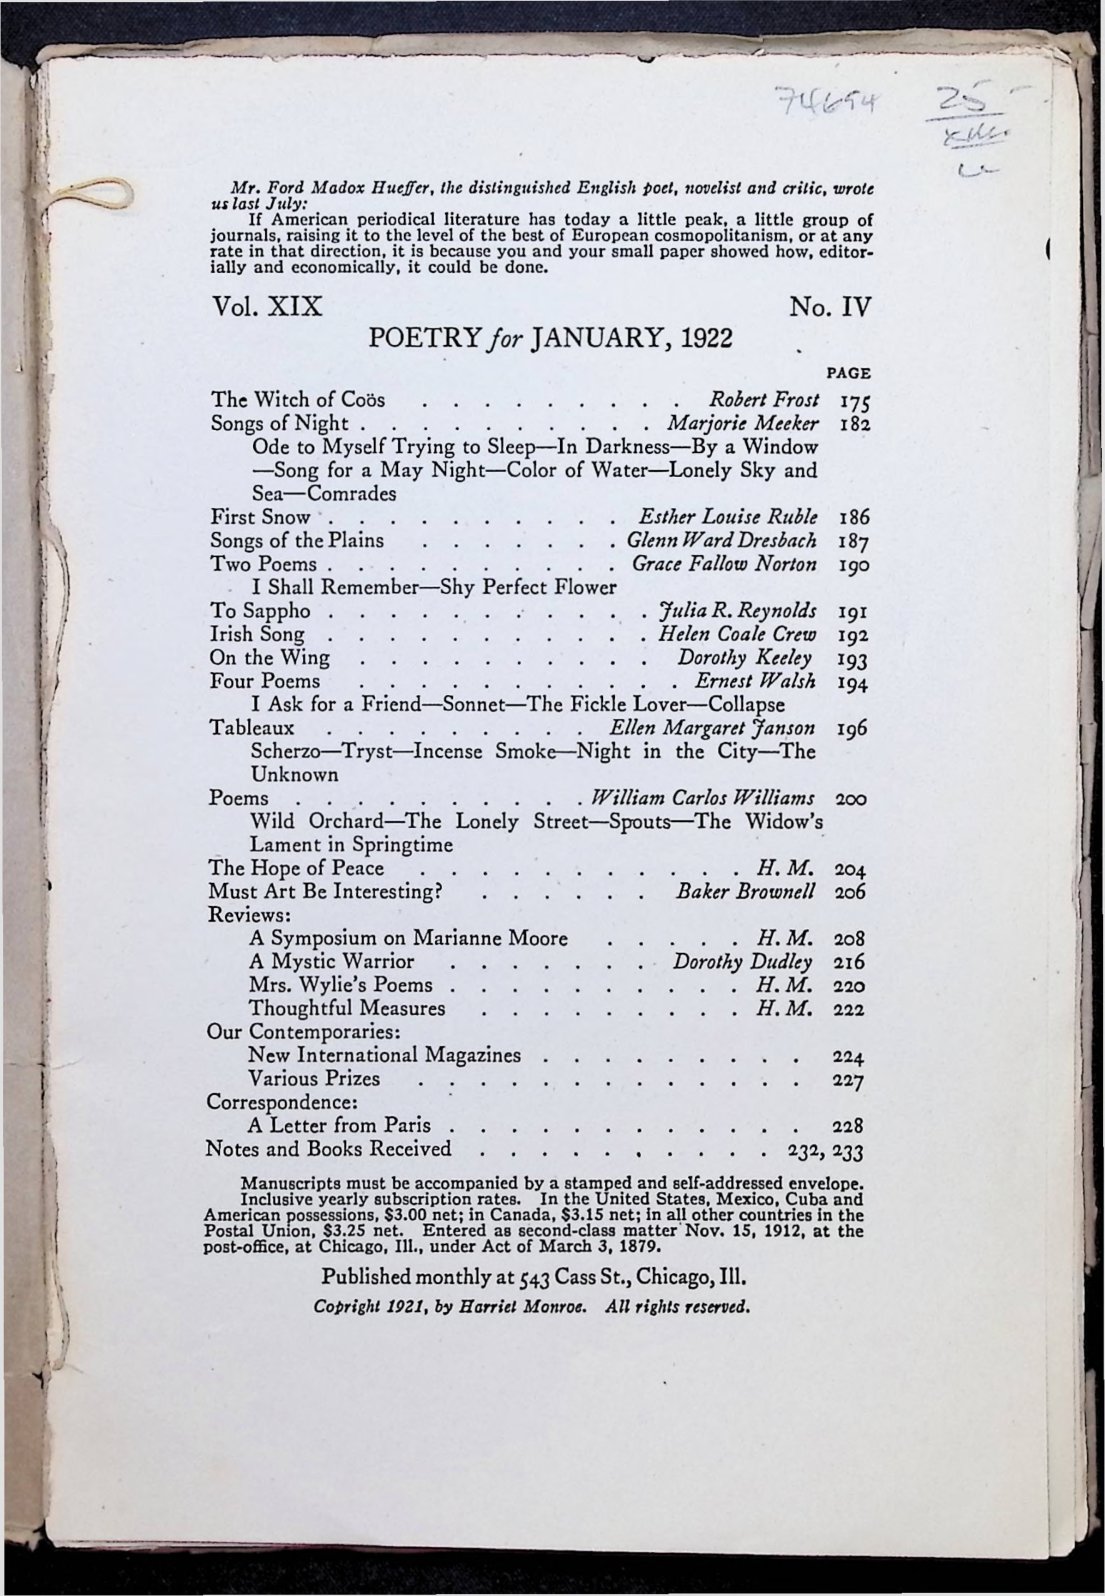 74694
25
Mr. Ford Madox Hueffer, the distinguished English poet, novelist and critic, wrote
us last July:
If American periodical literature has today a little peak, a little group of
journals, raising it to the level of the best of European cosmopolitanism, or at any
rate in that direction, it is because you and your small paper showed how, editor-
ially and economically, it could be done.
Vol. XIX No. IV
POETRY for JANUARY, 1922
PAGE
The Witch of Coös . . . . . . . . . Robert Frost 175
Songs of Night . . . . . . . . . . Marjorie Meeker 182
Ode to Myself Trying to Sleep—In Darkness—By a Window
—Song for a May Night—Color of Water—Lonely Sky and
Sea—Comrades
First Snow . . . . . . . . . . Esther Louise Ruble 186
Songs of the Plains . . . . . . . Glenn Ward Dresbach 187
Two Poems . . . . . . . . . . Grace Fallow Norton 190
I Shall Remember—Shy Perfect Flower
To Sappho . . . . . . . . . . . Julia R. Reynolds 191
Irish Song . . . . . . . . . . . Helen Coale Crew 192
On the Wing . . . . . . . . . . Dorothy Keeley 193
Four Poems . . . . . . . . . . . Ernest Walsh 194
I Ask for a Friend—Sonnet—The Fickle Lover—Collapse
Tableaux . . . . . . . . . Ellen Margaret Janson 196
Scherzo—Tryst—Incense Smoke—Night in the City—The
Unknown
Poems . . . . . . . . . . William Carlos Williams 200
Wild Orchard—The Lonely Street—Spouts—The Widow's
Lament in Springtime
The Hope of Peace . . . . . . . . . . . H. M. 204
Must Art Be Interesting? . . . . . . Baker Brownell 206
Reviews:
A Symposium on Marianne Moore . . . . . H. M. 208
A Mystic Warrior . . . . . . . Dorothy Dudley 216
Mrs. Wylie's Poems . . . . . . . . . . H. M. 220
Thoughtful Measures . . . . . . . . . H. M. 222
Our Contemporaries:
New International Magazines . . . . . . . . . 224
Various Prizes . . . . . . . . . . . . . 227
Correspondence:
A Letter from Paris . . . . . . . . . . . . 228
Notes and Books Received . . . . . . . . . . 232, 233
Manuscripts must be accompanied by a stamped and self-addressed envelope.
Inclusive yearly subscription rates. In the United States, Mexico, Cuba and
American possessions, $3.00 net; in Canada, $3.15 net; in all other countries in the
Postal Union, $3.25 net. Entered as second-class matter Nov. 15, 1912, at the
post-office, at Chicago, Ill., under Act of March 3, 1879.
Published monthly at 543 Cass St., Chicago, Ill.
Copright 1921, by Harriet Monroe. All rights reserved.